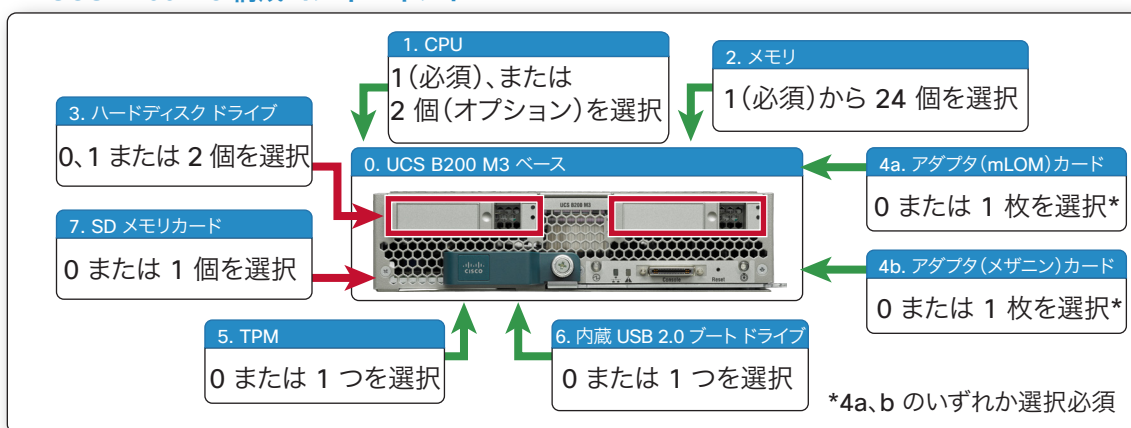 1. CPU
1（必須）、または
2 個（オプション）を選択
2. メモリ
1（必須）から 24 個を選択
3. ハードディスク ドライブ
0、1 または 2 個を選択
0. UCS B200 M3 ベース
4a. アダプタ（mLOM）カード
0 または 1 枚を選択*
UCS B200 M3
7. SD メモリカード
0 または 1 個を選択
CISCO
Console
Reset
4b. アダプタ（メザニン）カード
0 または 1 枚を選択*
5. TPM
0 または 1 つを選択
6. 内蔵 USB 2.0 ブート ドライブ
0 または 1 つを選択
*4a、b のいずれか選択必須